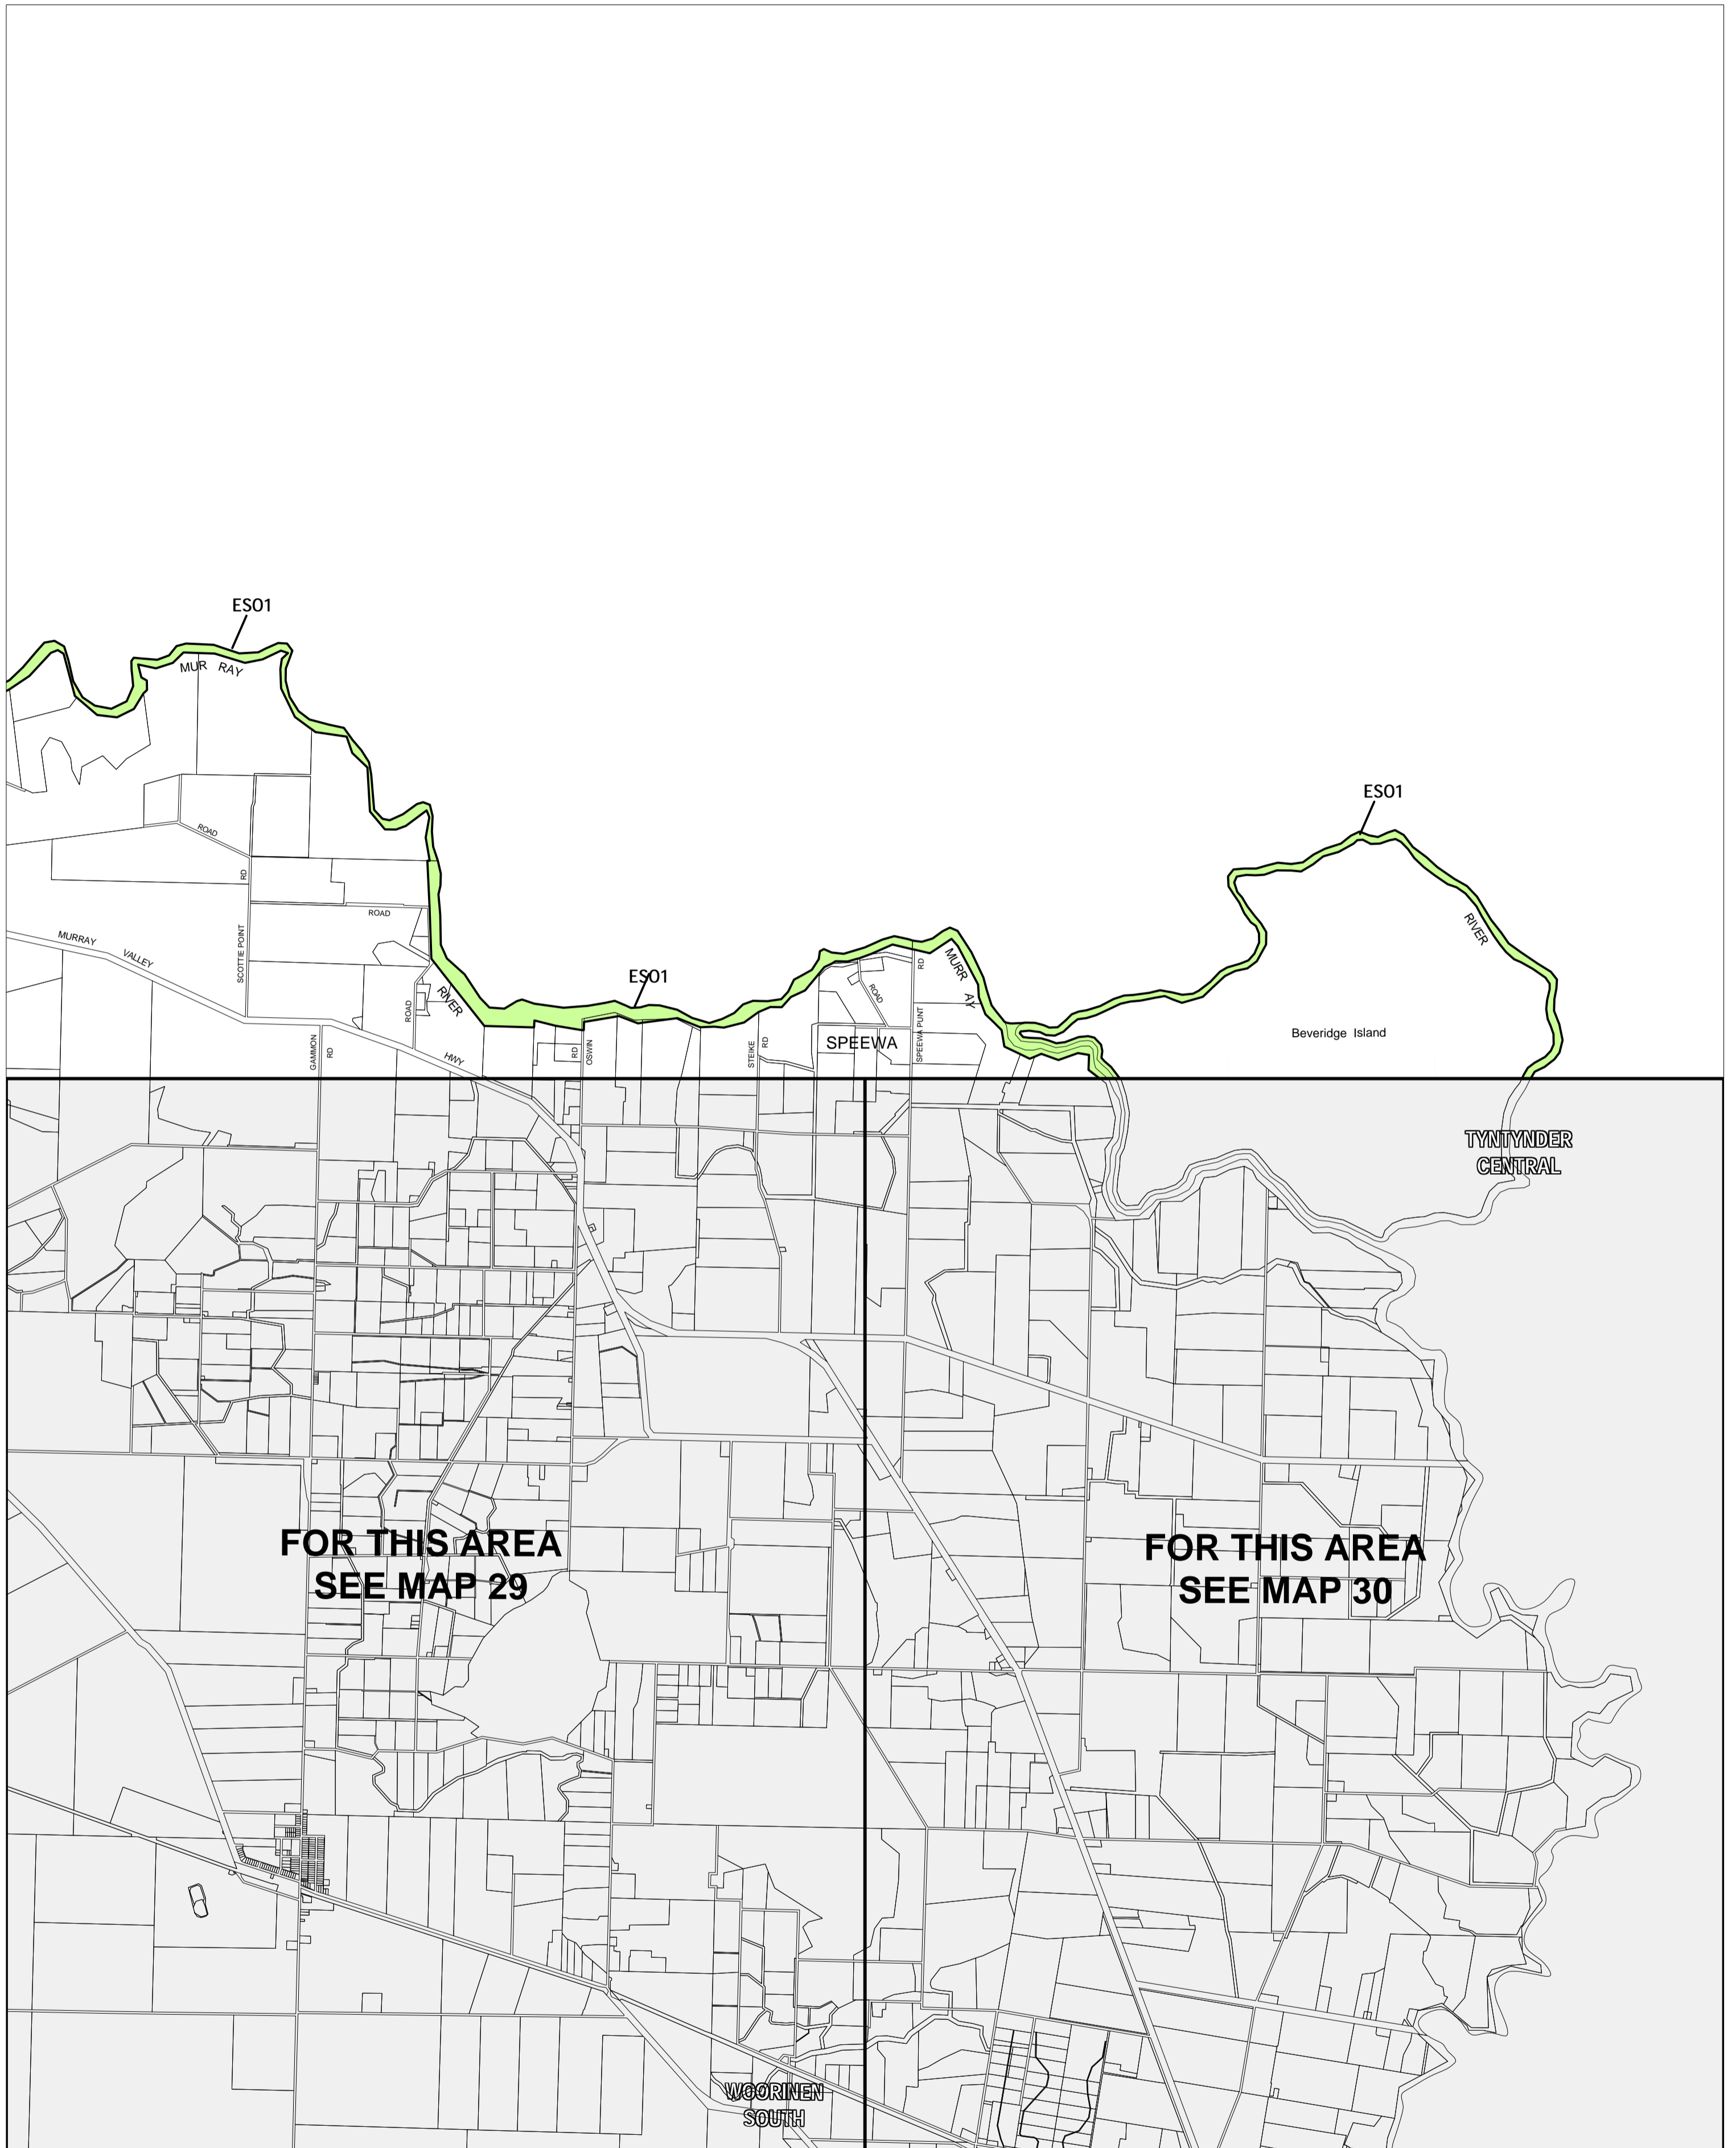 ESO1
MUR RAY
ESO1
ROAD
RD
ROAD
SCOTTIE POINT
MURRAY VALLEY HWY
ROAD
RIVER
ESO1
RIVER
MURR AY
RD
ROAD
SPEEWA PUNT
Beveridge Island
SPEEWA
GAMMON RD
RD
OSWIN
STEIKE RD
TYNTYNDER
CENTRAL
FOR THIS AREA
SEE MAP 29
FOR THIS AREA
SEE MAP 30
WOORINEN
SOUTH